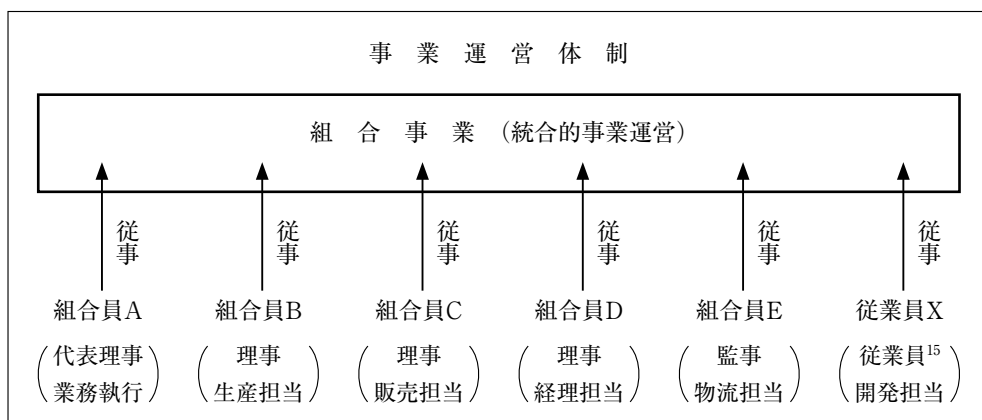 事業運営体制
組合事業（統合的事業運営）
従事 従事 従事 従事 従事 従事
組合員A 組合員B 組合員C 組合員D 組合員E 従業員X
（代表理事 業務執行） （理事 生産担当） （理事 販売担当） （理事 経理担当） （監事 物流担当） （従業員15 開発担当）